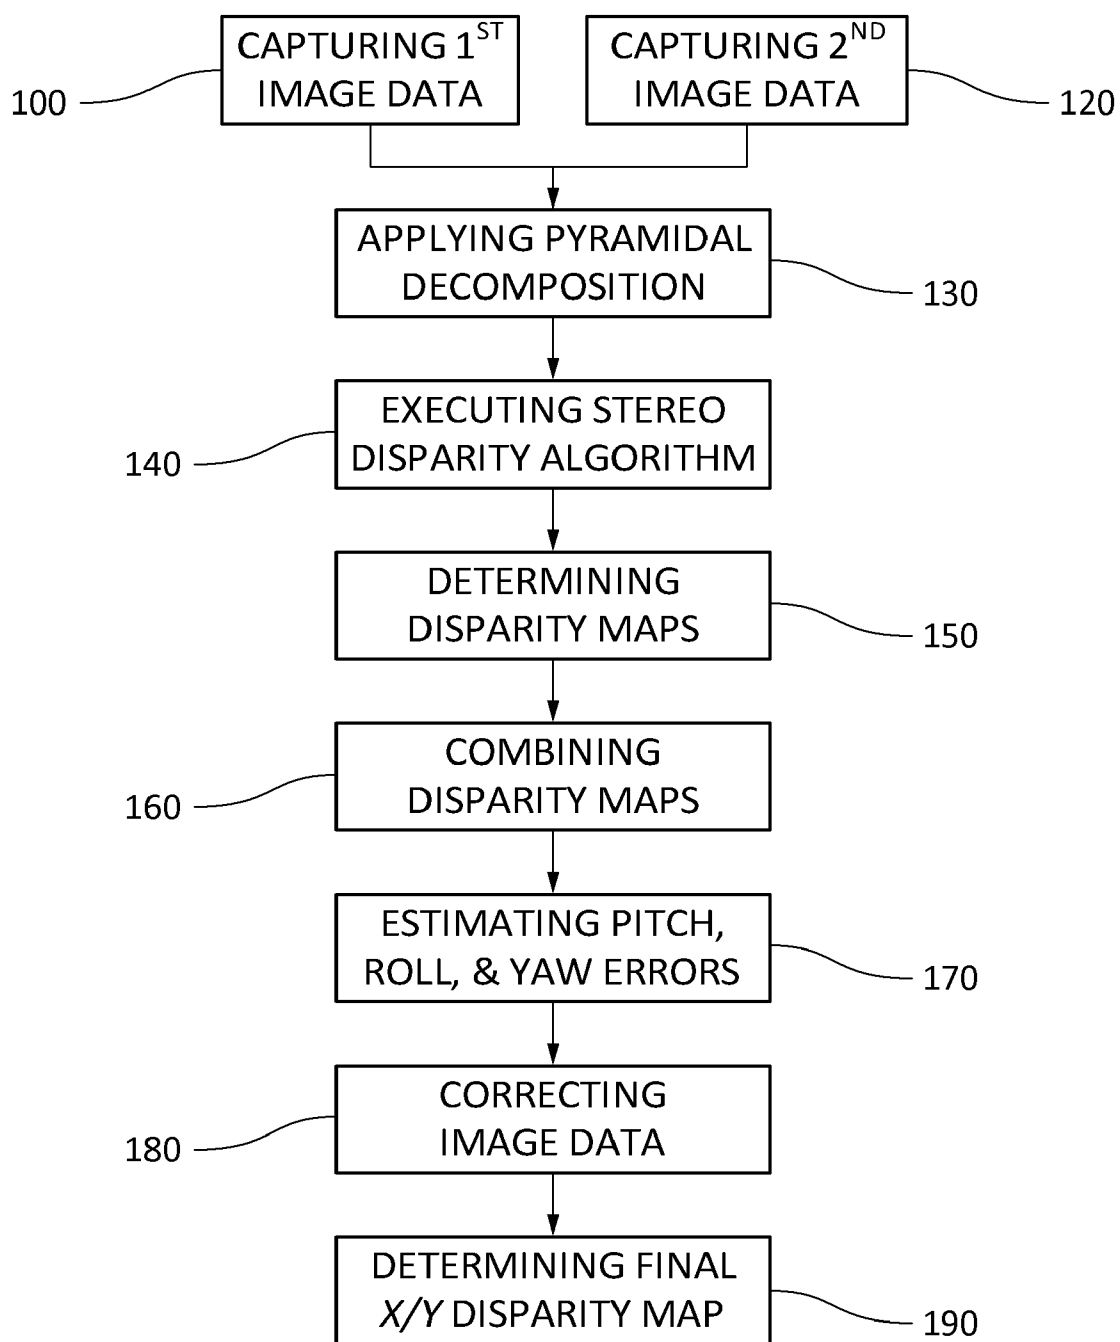 CAPTURING 1ST
IMAGE DATA
100
CAPTURING 2ND
IMAGE DATA
120
APPLYING PYRAMIDAL
DECOMPOSITION
130
EXECUTING STEREO
DISPARITY ALGORITHM
140
DETERMINING
DISPARITY MAPS
150
COMBINING
DISPARITY MAPS
160
ESTIMATING PITCH,
ROLL, & YAW ERRORS
170
CORRECTING
IMAGE DATA
180
DETERMINING FINAL
X/Y DISPARITY MAP
190